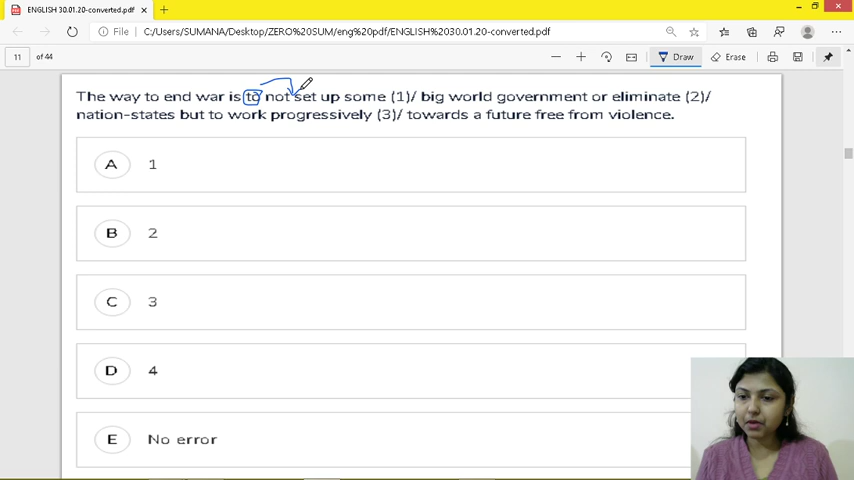 ENGLISH 30.01.20-converted.pdf
File
C:/Users/SUMANA/Desktop/ZERO%20SUM/eng%20pdf/ENGLISH%2030.01.20-converted.pdf
11 of 44
Draw
Erase
The way to end war is to not set up some (1)/ big world government or eliminate (2)/
nation-states but to work progressively (3)/ towards a future free from violence.
A 1
B 2
C 3
D 4
E No error